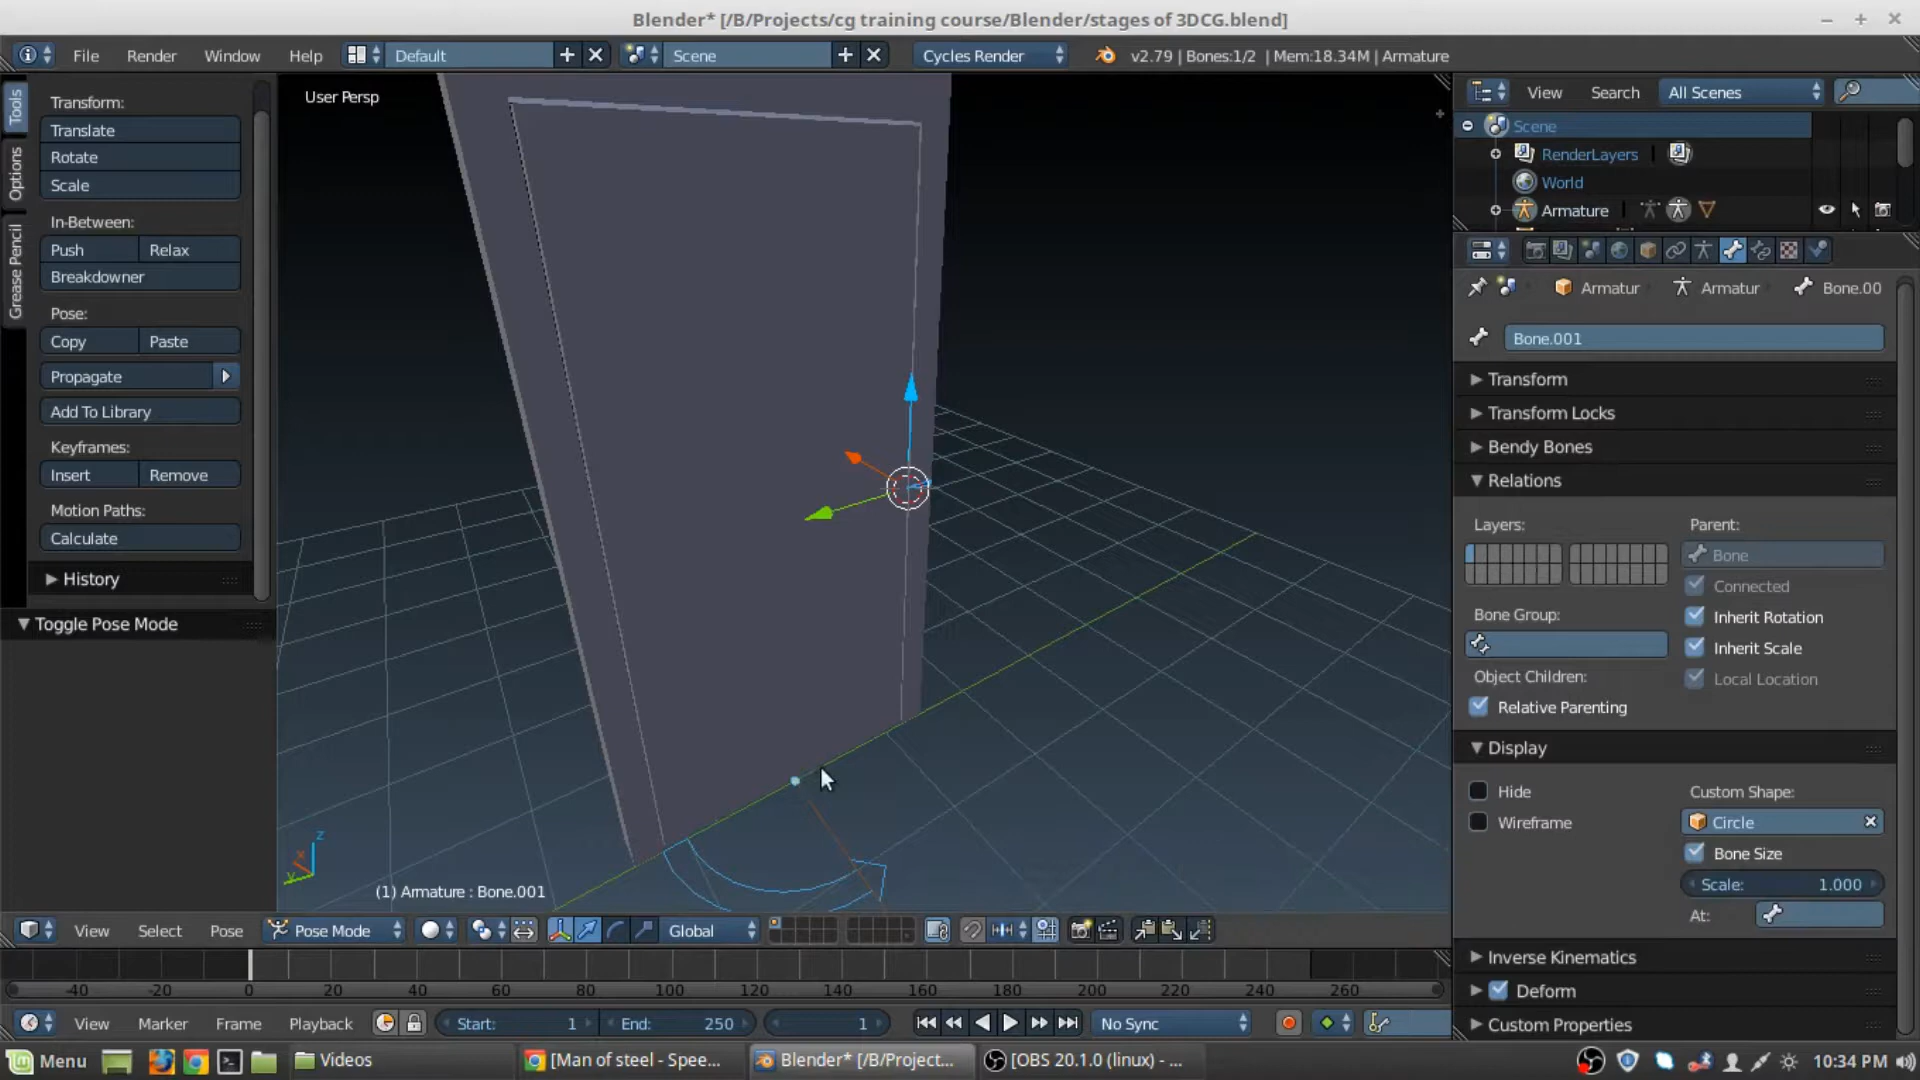 Blender* [/B/Projects/cg training course/Blender/stages of 3DCG.blend]
File Render Window Help Default Scene Cycles Render v2.79 | Bones:1/2 | Mem:18.34M | Armature
Tools
Options
Grease Pencil
Transform:
Translate
Rotate
Scale
In-Between:
Push Relax
Breakdowner
Pose:
Copy Paste
Propagate
Add To Library
Keyframes:
Insert Remove
Motion Paths:
Calculate
History
Toggle Pose Mode
User Persp
z
x
y
(1) Armature : Bone.001
View Select Pose Pose Mode Global
View Search All Scenes
Scene
RenderLayers
World
Armature
Armatur Armatur Bone.00
Bone.001
Transform
Transform Locks
Bendy Bones
Relations
Layers: Parent:
Bone
Connected
Bone Group: Inherit Rotation
Inherit Scale
Object Children: Local Location
Relative Parenting
Display
Hide Custom Shape:
Wireframe Circle
Bone Size
Scale: 1.000
At:
Inverse Kinematics
Deform
Custom Properties
-40 -20 0 20 40 60 80 100 120 140 160 180 200 220 240 260
View Marker Frame Playback Start: 1 End: 250 1 No Sync
Menu Videos [Man of steel - Spee... Blender* [/B/Project... [OBS 20.1.0 (linux) - ... 10:34 PM